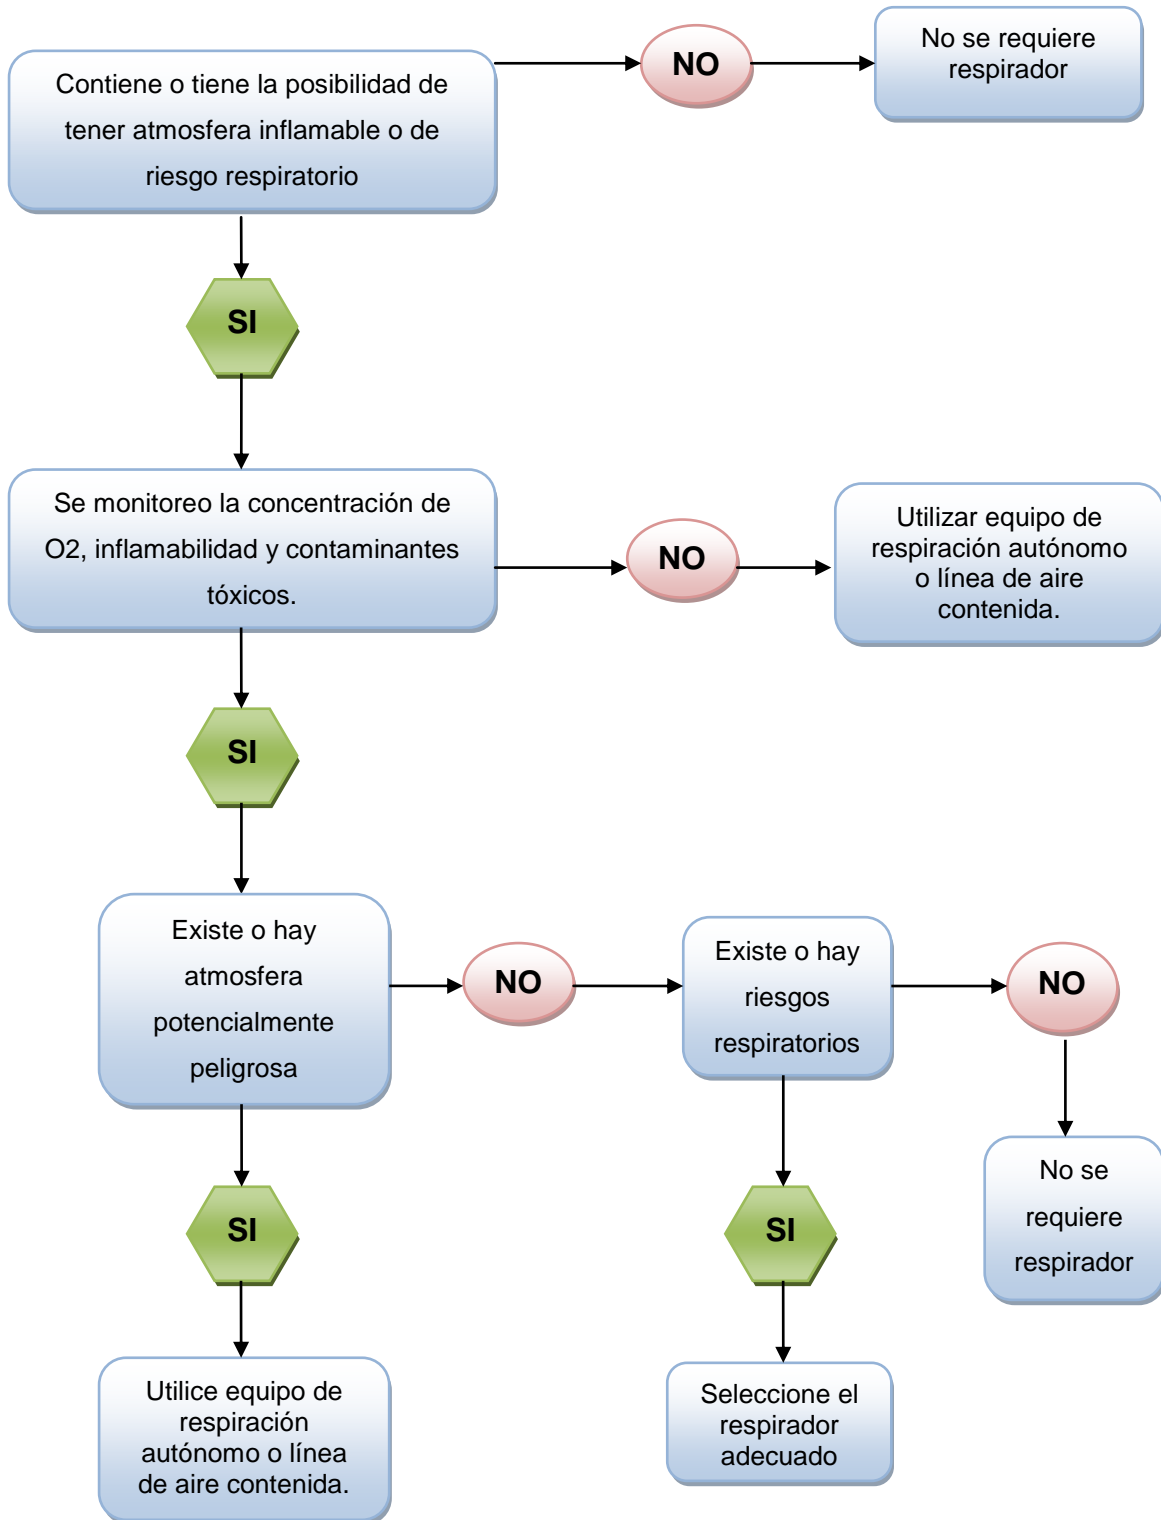 Contiene o tiene la posibilidad de
tener atmosfera inflamable o de
riesgo respiratorio
NO
No se requiere
respirador
SI
Se monitoreo la concentración de
O2, inflamabilidad y contaminantes
tóxicos.
NO
Utilizar equipo de
respiración autónomo
o línea de aire
contenida.
SI
Existe o hay
atmosfera
potencialmente
peligrosa
NO
Existe o hay
riesgos
respiratorios
NO
No se
requiere
respirador
SI
SI
Utilice equipo de
respiración
autónomo o línea
de aire contenida.
Seleccione el
respirador
adecuado